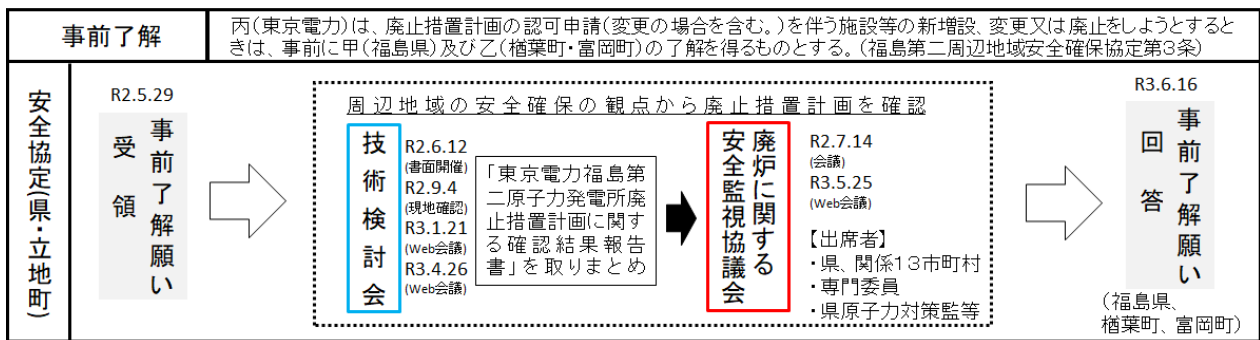 事前了解
丙(東京電力)は、廃止措置計画の認可申請(変更の場合を含む。)を伴う施設等の新増設、変更又は廃止をしようとすると
きは、事前に甲(福島県)及び乙(楢葉町・富岡町)の了解を得るものとする。(福島第二周辺地域安全確保協定第3条)
安全協定(県・立地町)
R2.5.29
事前了解願い
受領
周辺地域の安全確保の観点から廃止措置計画を確認
技術検討会
R2.6.12
(書面開催)
R2.9.4
(現地確認)
R3.1.21
(Web会議)
R3.4.26
(Web会議)
「東京電力福島第
二原子力発電所廃
止措置計画に関す
る確認結果報告
書」を取りまとめ
廃炉に関する
安全監視協議会
R2.7.14
(会議)
R3.5.25
(Web会議)
【出席者】
・県、関係13市町村
・専門委員
・県原子力対策監等
R3.6.16
事前了解願い
回答
(福島県、
楢葉町、富岡町)